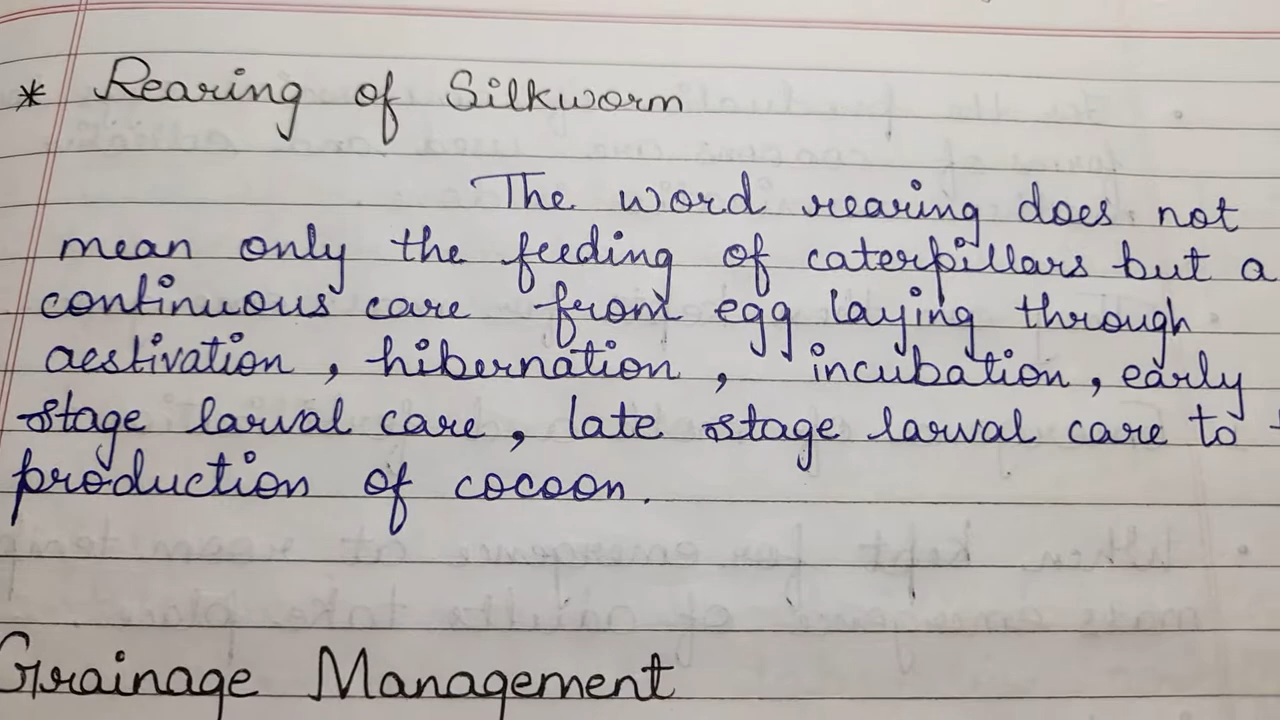 * Rearing of Silkworm
The word rearing does not
mean only the feeding of caterpillars but a
continuous care from egg laying through
aestivation, hibernation, incubation, early
stage larval care, late stage larval care to
production of cocoon.
Grainage Management